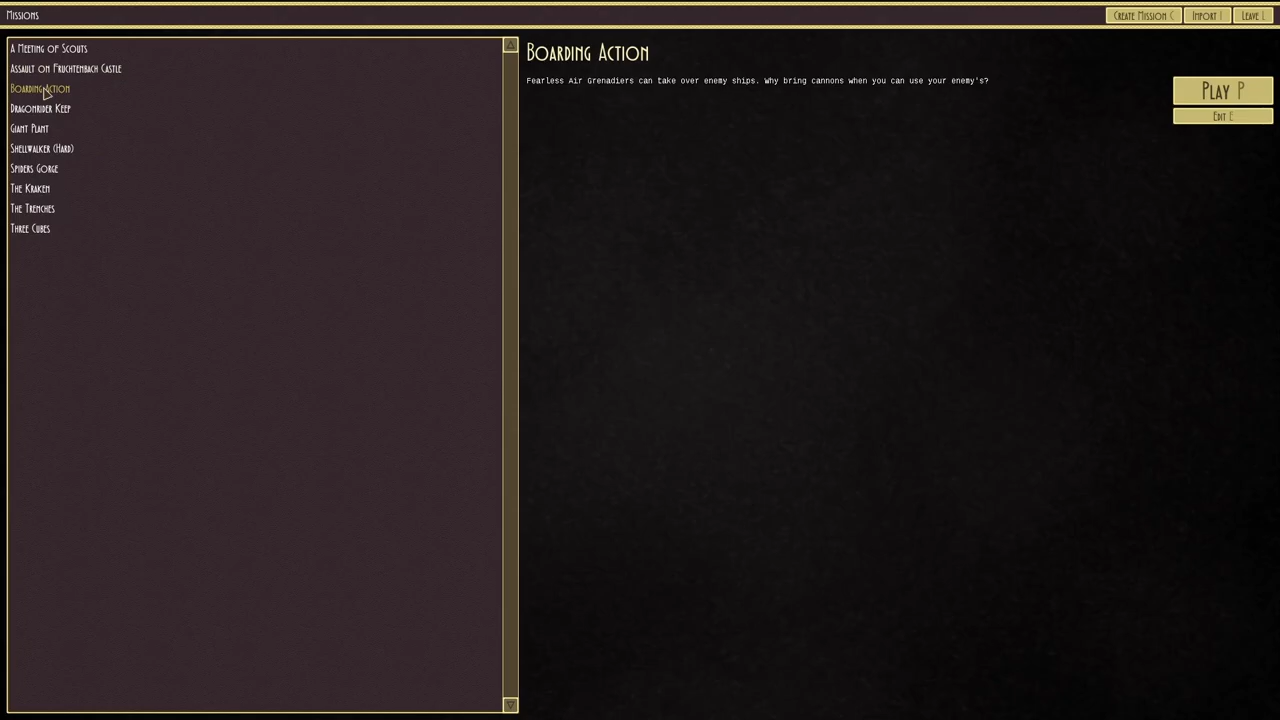 Missions
Create Mission C
Import I
Leave L
A Meeting of Scouts
Assault on Fruchtenbach Castle
Boarding Action
Dragonrider Keep
Giant Plant
Shellwalker (Hard)
Spiders Gorge
The Kraken
The Trenches
Three Cubes
Boarding Action
Fearless Air Grenadiers can take over enemy ships. Why bring cannons when you can use your enemy's?
Play P
Edit E